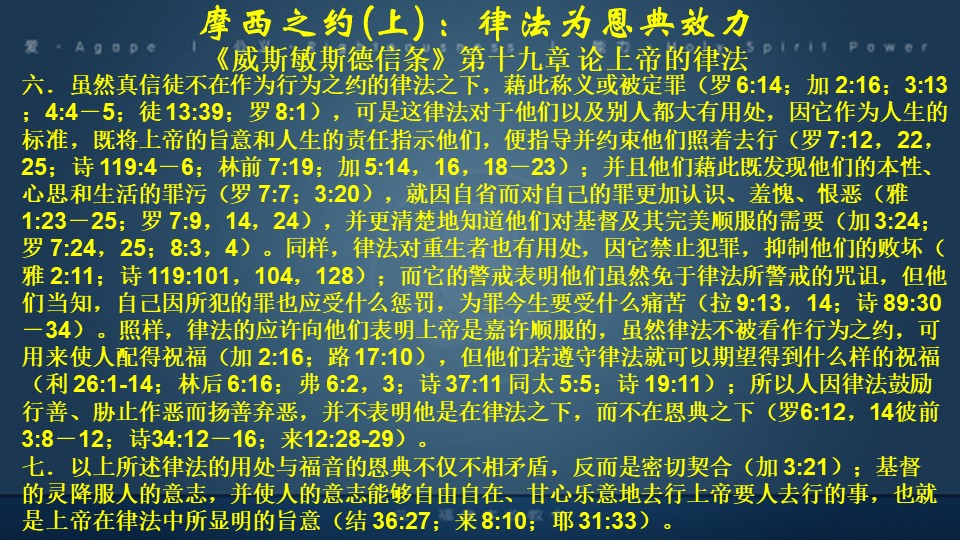 摩西之约(上)：律法为恩典效力
《威斯敏斯德信条》第十九章 论上帝的律法
六．虽然真信徒不在作为行为之约的律法之下，藉此称义或被定罪（罗 6:14；加 2:16；3:13
；4:4－5；徒 13:39；罗 8:1），可是这律法对于他们以及别人都大有用处，因它作为人生的
标准，既将上帝的旨意和人生的责任指示他们，便指导并约束他们照着去行（罗 7:12，22，
25；诗 119:4－6；林前 7:19；加 5:14，16，18－23）；并且他们藉此既发现他们的本性、
心思和生活的罪污（罗 7:7；3:20），就因自省而对自己的罪更加认识、羞愧、恨恶（雅
1:23－25；罗 7:9，14，24），并更清楚地知道他们对基督及其完美顺服的需要（加 3:24；
罗 7:24，25；8:3，4）。同样，律法对重生者也有用处，因它禁止犯罪，抑制他们的败坏（
雅 2:11；诗 119:101，104，128）；而它的警戒表明他们虽然免于律法所警戒的咒诅，但他
们当知，自己因所犯的罪也应受什么惩罚，为罪今生要受什么痛苦（拉 9:13，14；诗 89:30
－34）。照样，律法的应许向他们表明上帝是嘉许顺服的，虽然律法不被看作行为之约，可
用来使人配得祝福（加 2:16；路 17:10），但他们若遵守律法就可以期望得到什么样的祝福
（利 26:1-14；林后 6:16；弗 6:2，3；诗 37:11 同太 5:5；诗 19:11）；所以人因律法鼓励
行善、胁止作恶而扬善弃恶，并不表明他是在律法之下，而不在恩典之下（罗6:12，14彼前
3:8－12；诗34:12－16；来12:28-29）。
七．以上所述律法的用处与福音的恩典不仅不相矛盾，反而是密切契合（加 3:21）；基督
的灵降服人的意志，并使人的意志能够自由自在、甘心乐意地去行上帝要人去行的事，也就
是上帝在律法中所显明的旨意（结 36:27；来 8:10；耶 31:33）。